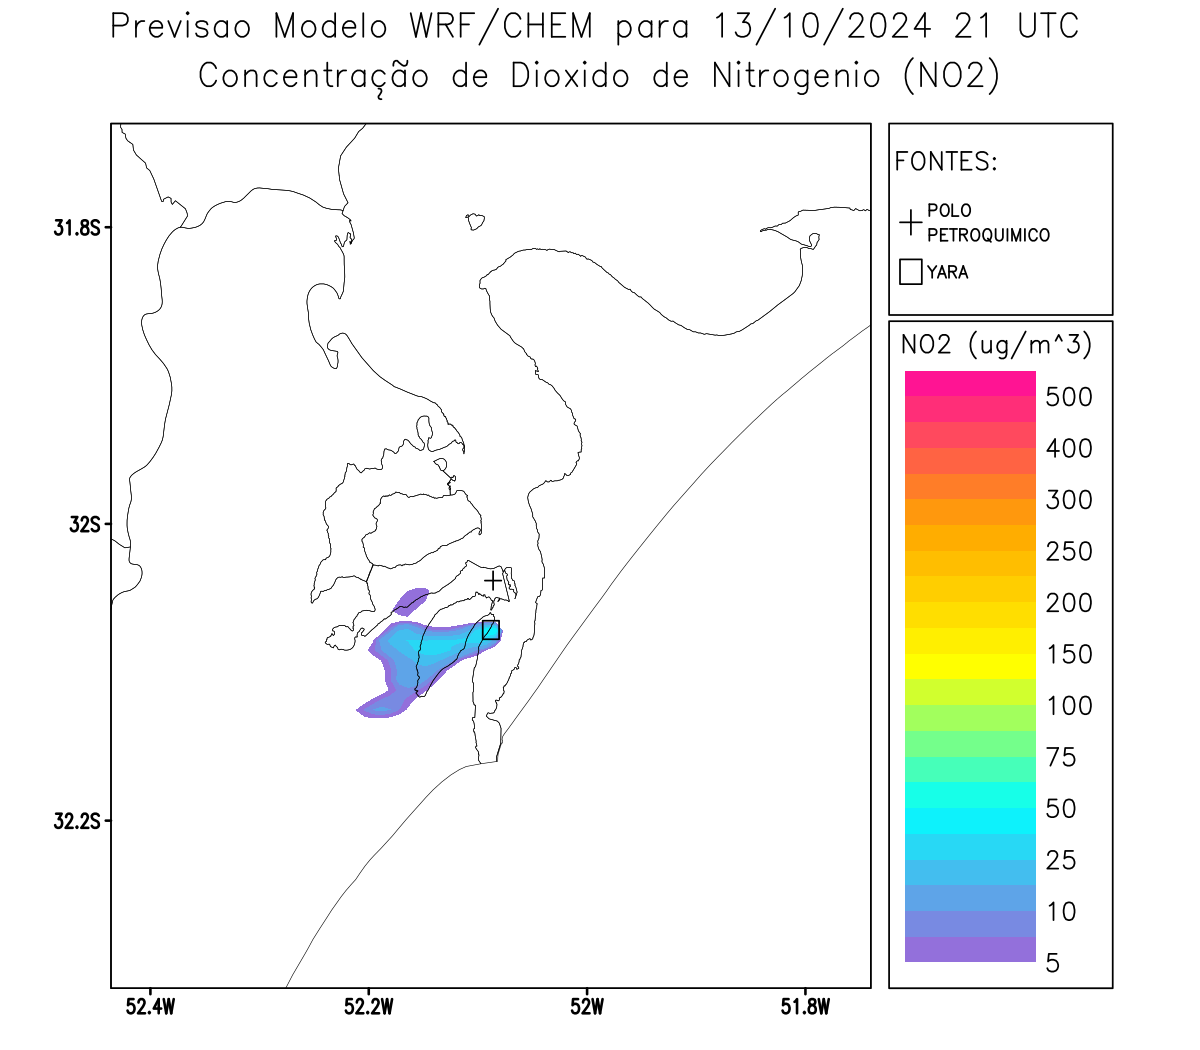 Previsao Modelo WRF/CHEM para 13/10/2024 21 UTC
Concentração de Dioxido de Nitrogenio (NO2)
FONTES:
POLO
PETROQUIMICO
YARA
NO2 (ug/m^3)
500
400
300
250
200
150
100
75
50
25
10
5
31.8S
32S
32.2S
52.4W
52.2W
52W
51.8W